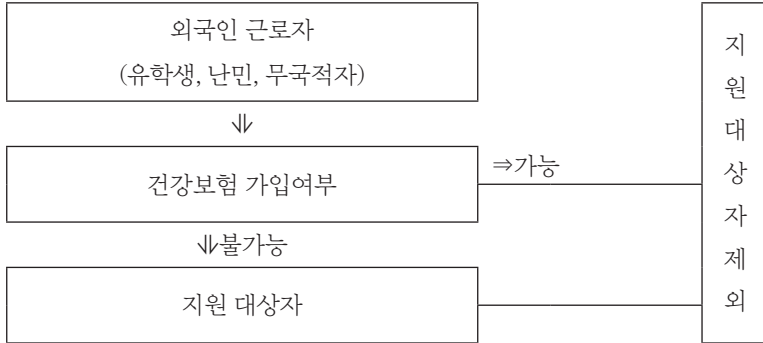 외국인 근로자
(유학생, 난민, 무국적자)
⇓
건강보험 가입여부
⇒가능
⇓불가능
지원 대상자
지원대상자제외